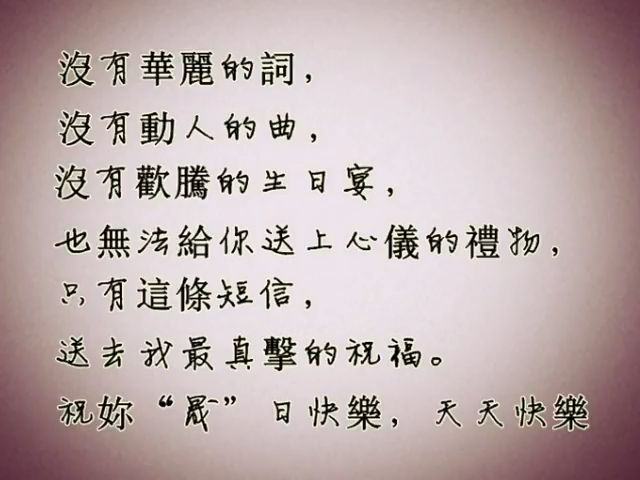 沒有華麗的詞，
沒有動人的曲，
沒有歡騰的生日宴，
也無法給你送上心儀的禮物，
只有這條短信，
送去我最真擊的祝福。
祝妳“晟”日快樂，天天快樂